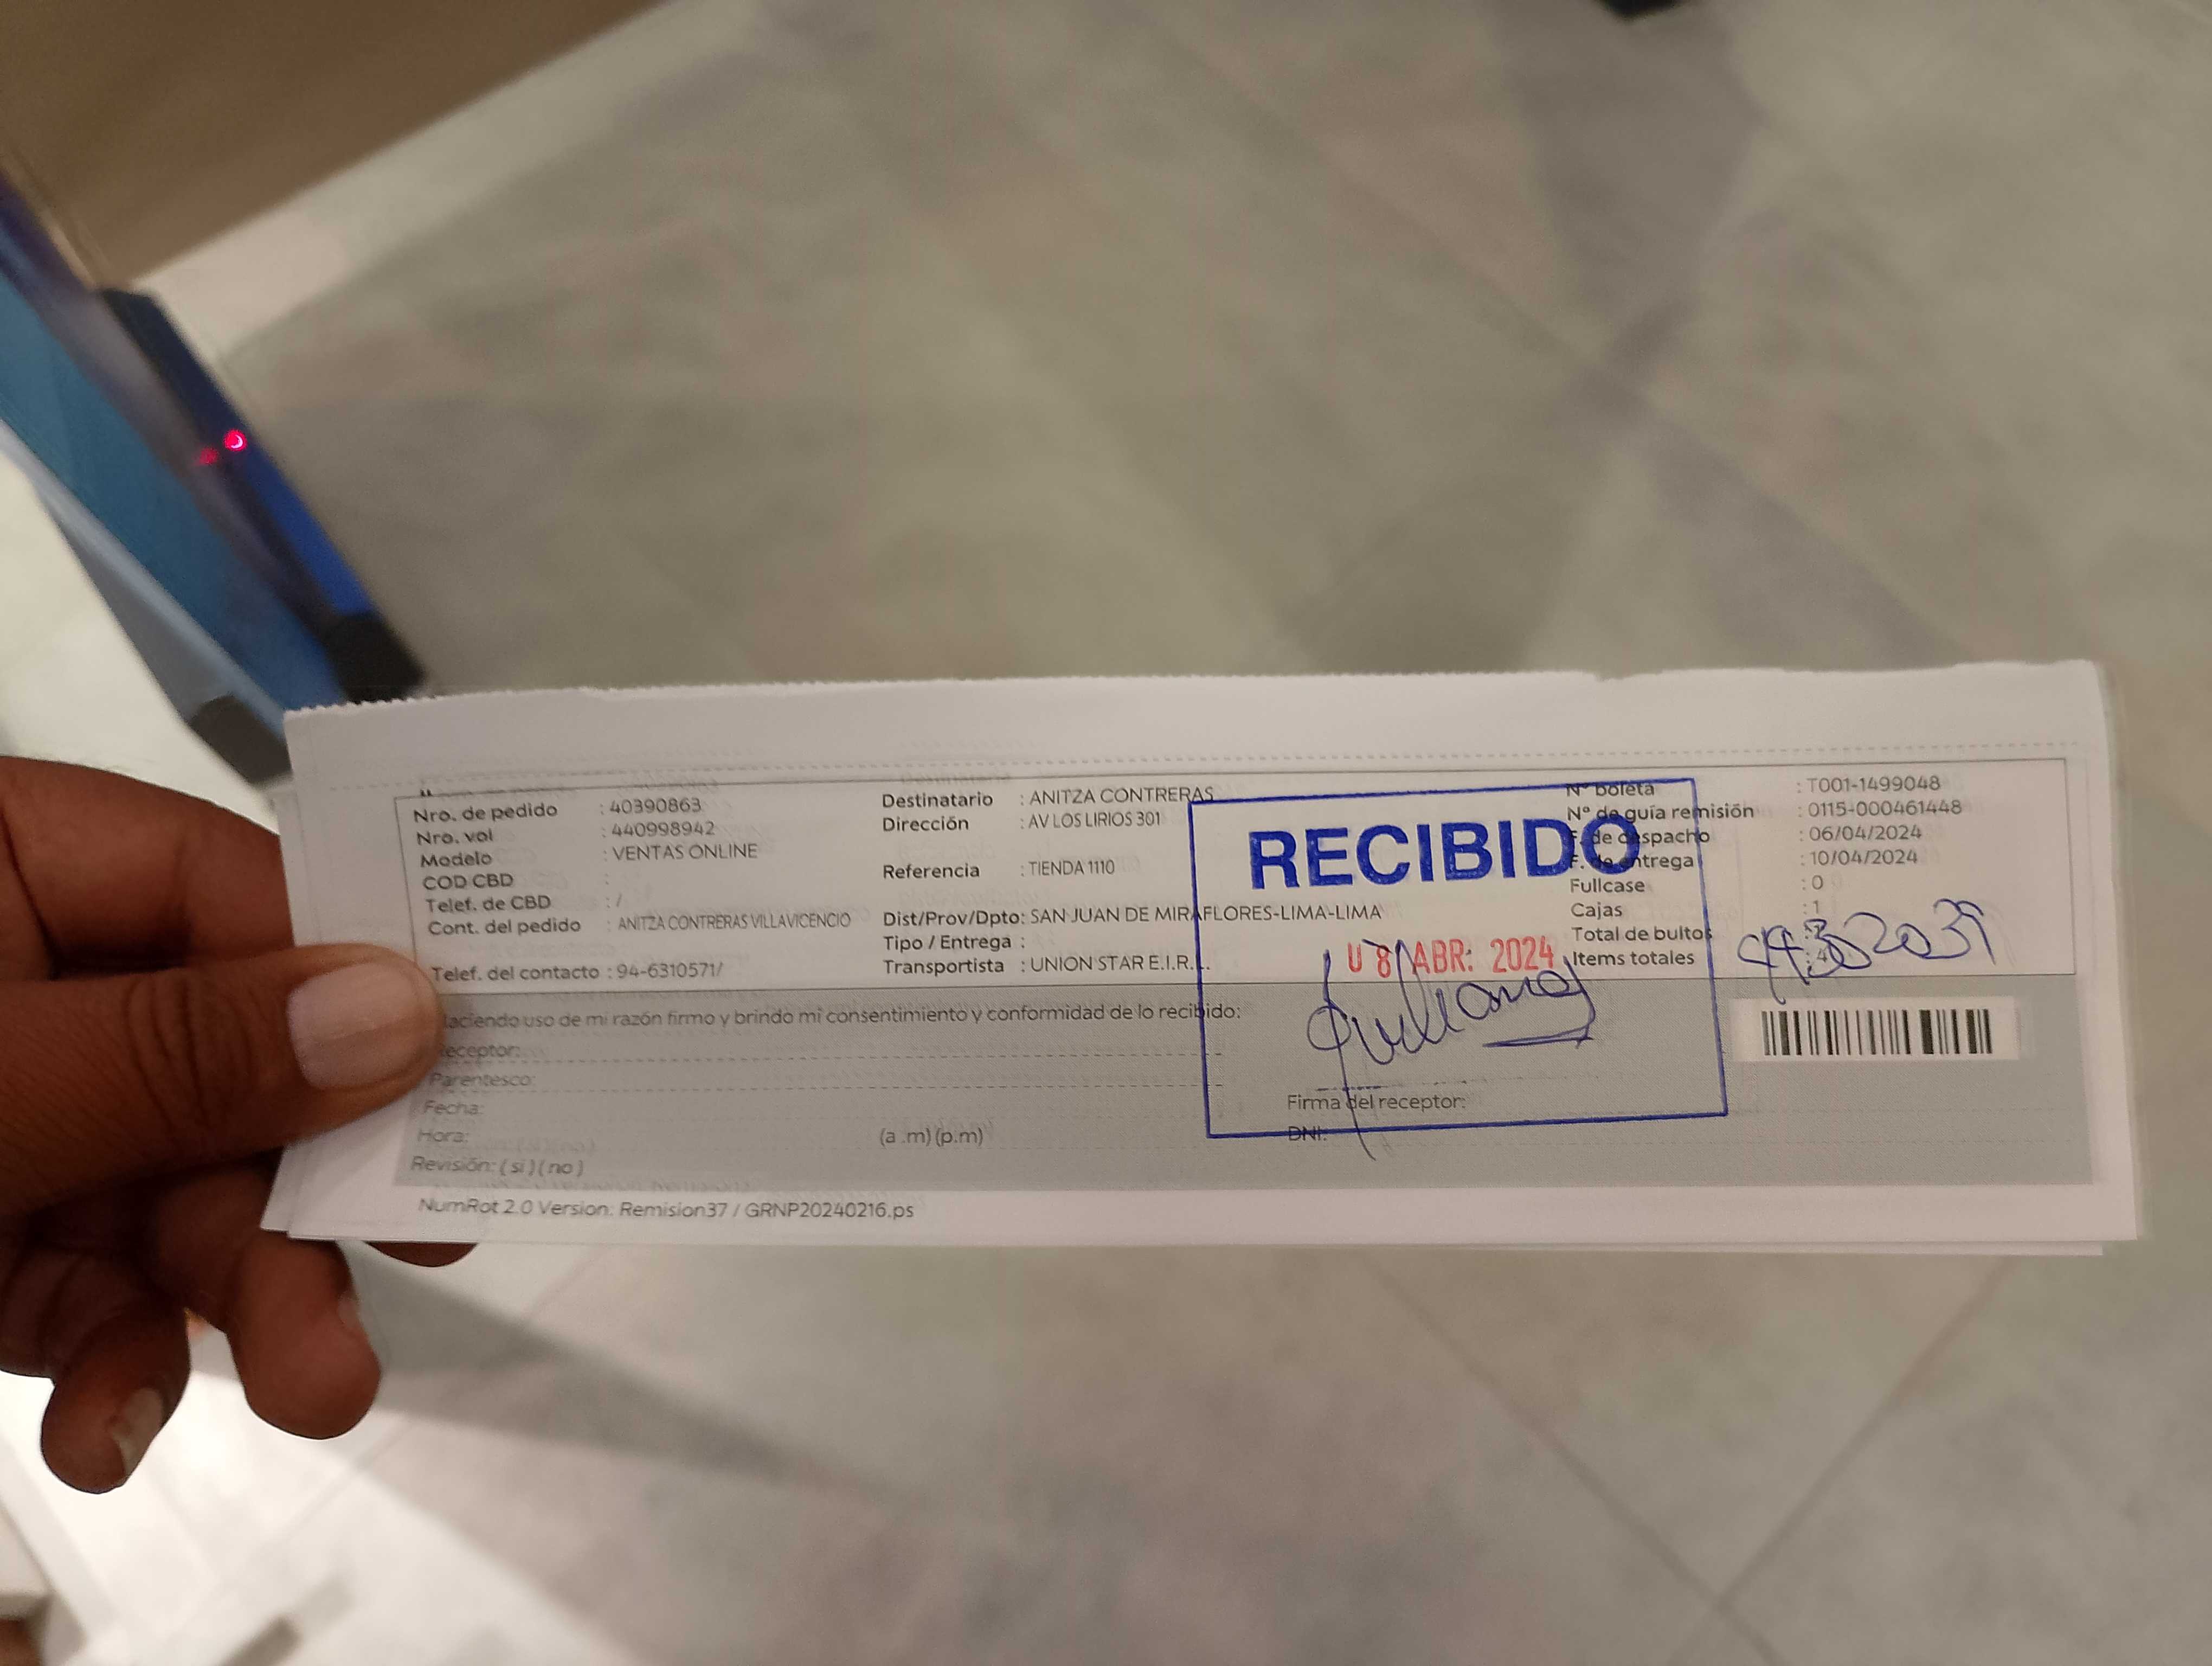 Nro. de pedido : 40390863
Nro. vol : 440998942
Modelo : VENTAS ONLINE
COD CBD :
Telef. de CBD : /
Cont. del pedido : ANITZA CONTRERAS VILLAVICENCIO
Telef. del contacto : 94-6310571/
Destinatario : ANITZA CONTRERAS
Dirección : AV LOS LIRIOS 301
Referencia : TIENDA 1110
Dist/Prov/Dpto: SAN JUAN DE MIRAFLORES-LIMA-LIMA
Tipo / Entrega :
Transportista : UNION STAR E.I.R.L.
N° boleta : T001-1499048
N° de guía remisión : 0115-000461448
F. de despacho : 06/04/2024
F. de entrega : 10/04/2024
Fullcase : 0
Cajas : 1
Total de bultos
Items totales : 4
RECIBIDO
08 ABR. 2024
Haciendo uso de mi razón firmo y brindo mi consentimiento y conformidad de lo recibido:
Receptor:
Parentesco:
Fecha:
Hora: (a .m) (p.m)
Revisión: ( si ) ( no )
Firma del receptor:
DNI:
NumRot 2.0 Version: Remision37 / GRNP20240216.ps